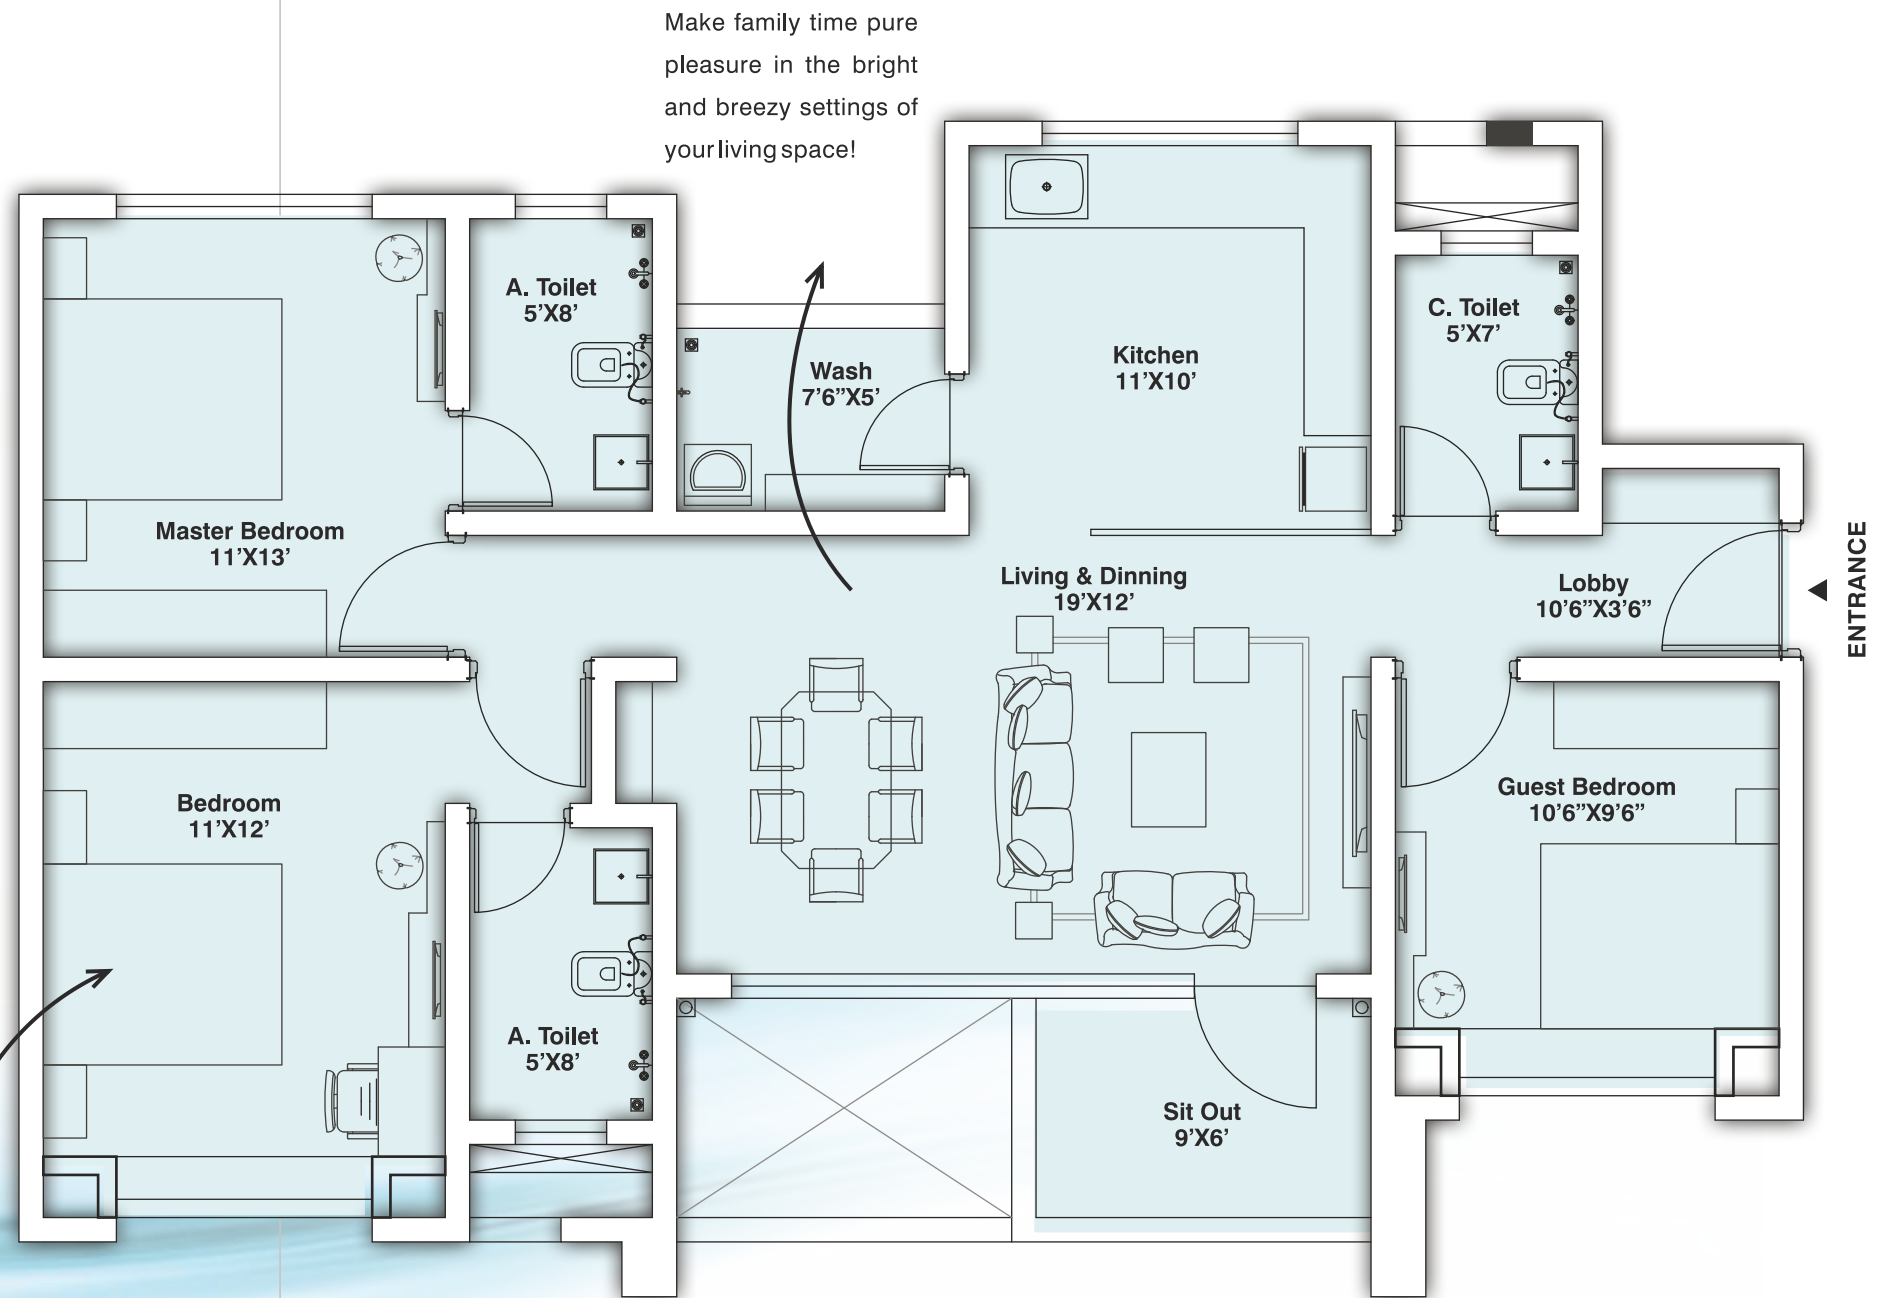 Make family time pure
pleasure in the bright
and breezy settings of
your living space!
A. Toilet
5’X8’
C. Toilet
5’X7’
Wash
7’6”X5’
Kitchen
11’X10’
Master Bedroom
11’X13’
Living & Dinning
19’X12’
Lobby
10’6”X3’6”
ENTRANCE
Bedroom
11’X12’
Guest Bedroom
10’6”X9’6”
A. Toilet
5’X8’
Sit Out
9’X6’